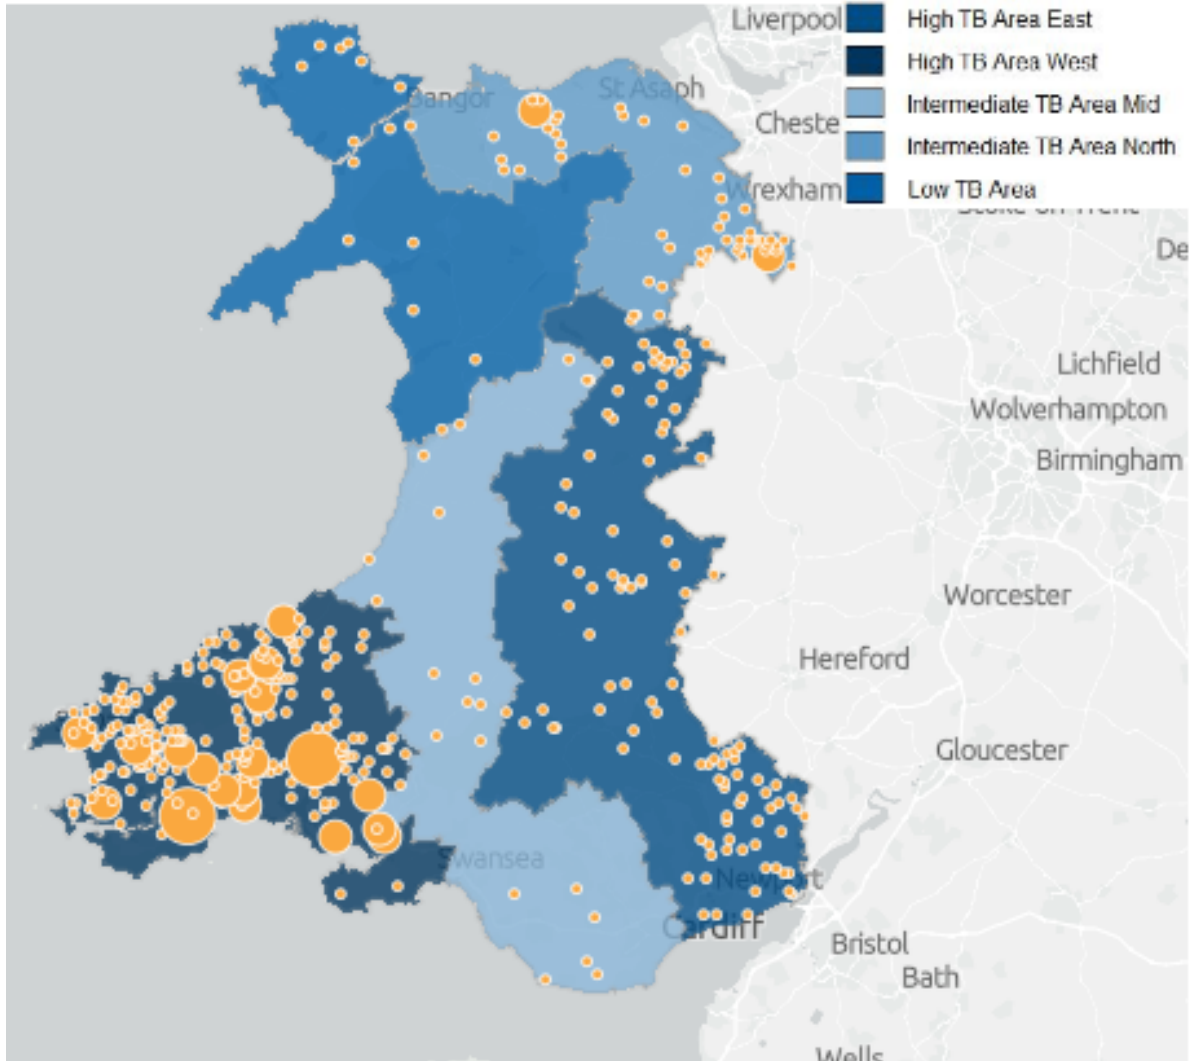 Liverpool
High TB Area East
High TB Area West
Bangor
St Asaph
Intermediate TB Area Mid
Cheste
Intermediate TB Area North
Wrexham
Low TB Area
De
Lichfield
Wolverhampton
Birmingham
Worcester
Hereford
Gloucester
Swansea
Newport
Cardiff
Bristol
Bath
Wells